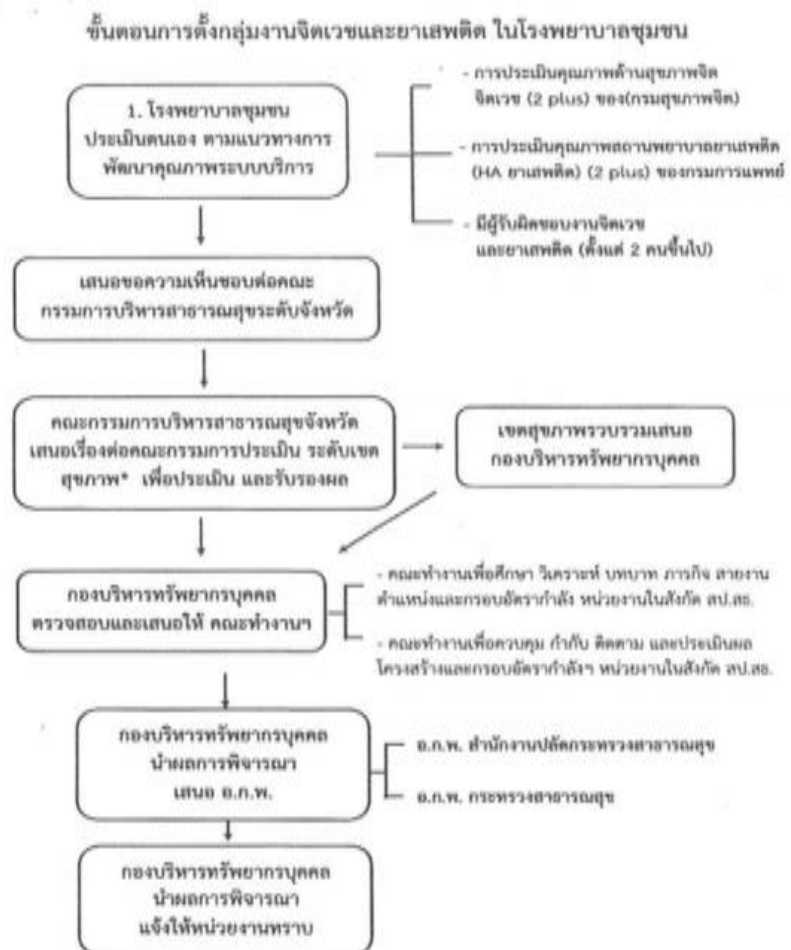 ขั้นตอนการตั้งกลุ่มงานจิตเวชและยาเสพติด ในโรงพยาบาลชุมชน
1. โรงพยาบาลชุมชน
ประเมินตนเอง ตามแนวทางการ
พัฒนาคุณภาพระบบบริการ
- การประเมินคุณภาพด้านสุขภาพจิต
จิตเวช (2 plus) ของ(กรมสุขภาพจิต)
- การประเมินคุณภาพสถานพยาบาลยาเสพติด
(HA ยาเสพติด) (2 plus) ของกรมการแพทย์
- มีผู้รับผิดชอบงานจิตเวช
และยาเสพติด (ตั้งแต่ 2 คนขึ้นไป)
เสนอขอความเห็นชอบต่อคณะ
กรรมการบริหารสาธารณสุขระดับจังหวัด
คณะกรรมการบริหารสาธารณสุขจังหวัด
เสนอเรื่องต่อคณะกรรมการประเมิน ระดับเขต
สุขภาพ* เพื่อประเมิน และรับรองผล
เขตสุขภาพรวบรวมเสนอ
กองบริหารทรัพยากรบุคคล
กองบริหารทรัพยากรบุคคล
ตรวจสอบและเสนอให้ คณะทำงานฯ
- คณะทำงานเพื่อศึกษา วิเคราะห์ บทบาท ภารกิจ สายงาน
ตำแหน่งและกรอบอัตรากำลัง หน่วยงานในสังกัด สป.สธ.
- คณะทำงานเพื่อควบคุม กำกับ ติดตาม และประเมินผล
โครงสร้างและกรอบอัตรากำลังฯ หน่วยงานในสังกัด สป.สธ.
กองบริหารทรัพยากรบุคคล
นำผลการพิจารณา
เสนอ อ.ก.พ.
อ.ก.พ. สำนักงานปลัดกระทรวงสาธารณสุข
อ.ก.พ. กระทรวงสาธารณสุข
กองบริหารทรัพยากรบุคคล
นำผลการพิจารณา
แจ้งให้หน่วยงานทราบ